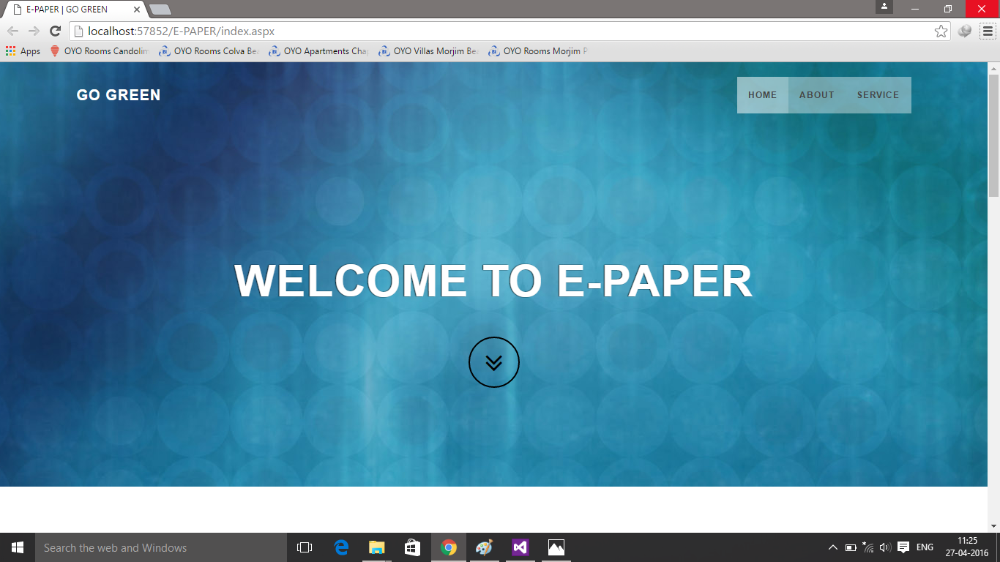 E-PAPER | GO GREEN
localhost:57852/E-PAPER/index.aspx
Apps OYO Rooms Candolim OYO Rooms Colva Bea OYO Apartments Cha OYO Villas Morjim Bea OYO Rooms Morjim P
GO GREEN
HOME ABOUT SERVICE
WELCOME TO E-PAPER
Search the web and Windows
ENG
11:25
27-04-2016